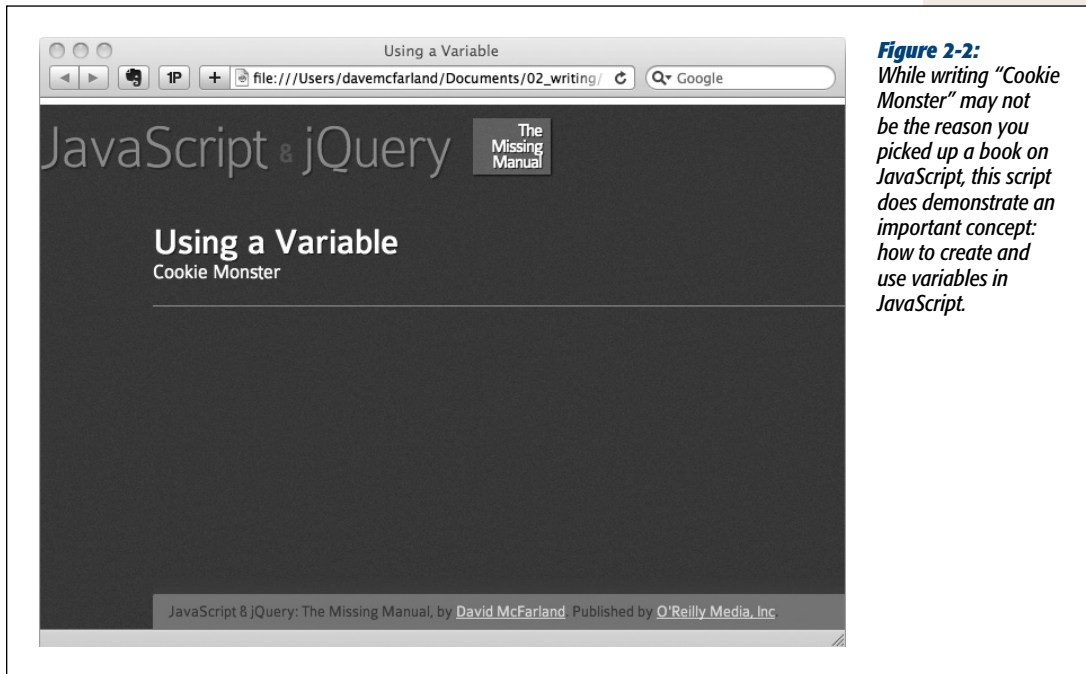 Using a Variable
1P
+
file:///Users/davemcfarland/Documents/02_writing/
Google
JavaScript & jQuery
The
Missing
Manual
Using a Variable
Cookie Monster
JavaScript & jQuery: The Missing Manual, by David McFarland. Published by O'Reilly Media, Inc.
Figure 2-2:
While writing “Cookie
Monster” may not
be the reason you
picked up a book on
JavaScript, this script
does demonstrate an
important concept:
how to create and
use variables in
JavaScript.